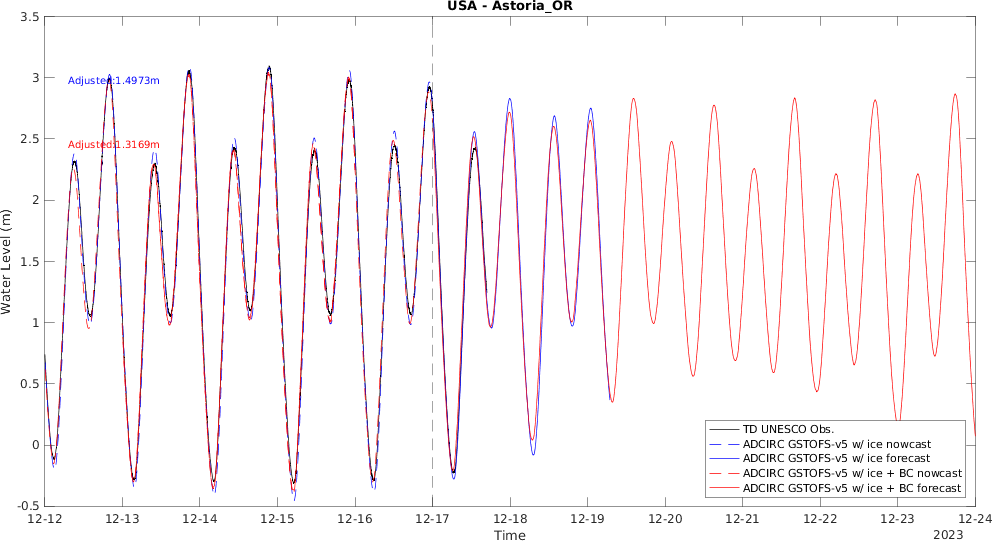 USA - Astoria_OR
3.5
3
2.5
2
1.5
1
0.5
0
-0.5
Water Level (m)
Adjusted:1.4973m
Adjusted:1.3169m
TD UNESCO Obs.
ADCIRC GSTOFS-v5 w/ ice nowcast
ADCIRC GSTOFS-v5 w/ ice forecast
ADCIRC GSTOFS-v5 w/ ice + BC nowcast
ADCIRC GSTOFS-v5 w/ ice + BC forecast
12-12 12-13 12-14 12-15 12-16 12-17 12-18 12-19 12-20 12-21 12-22 12-23 12-24
Time
2023